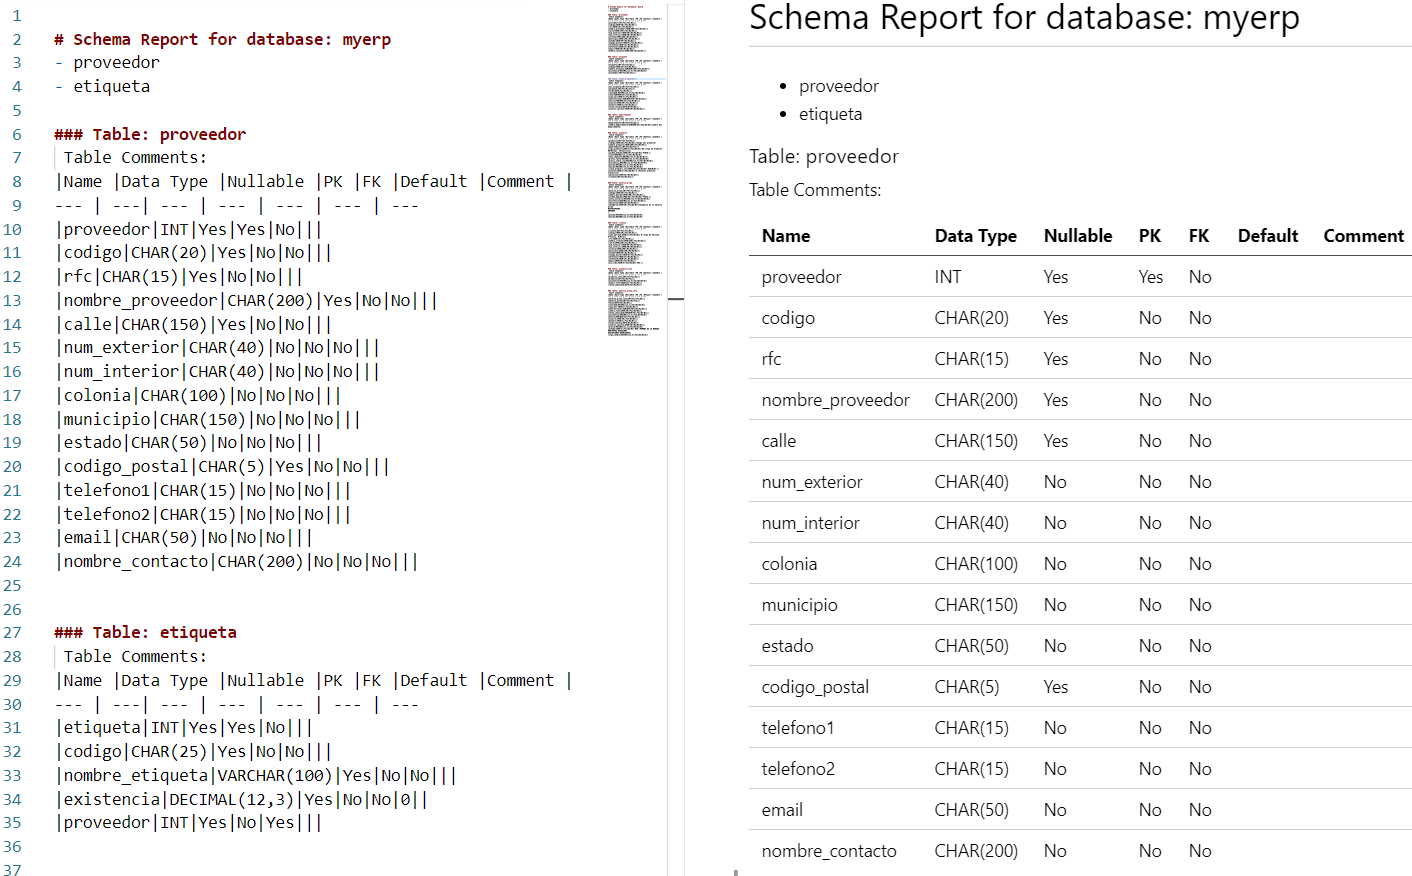 1
2 # Schema Report for database: myerp
3 - proveedor
4 - etiqueta
5
6 ### Table: proveedor
7 Table Comments:
8 |Name |Data Type |Nullable |PK |FK |Default |Comment |
9 --- | ---| --- | --- | --- | --- | ---
10 |proveedor|INT|Yes|Yes|No|||
11 |codigo|CHAR(20)|Yes|No|No|||
12 |rfc|CHAR(15)|Yes|No|No|||
13 |nombre_proveedor|CHAR(200)|Yes|No|No|||
14 |calle|CHAR(150)|Yes|No|No|||
15 |num_exterior|CHAR(40)|No|No|No|||
16 |num_interior|CHAR(40)|No|No|No|||
17 |colonia|CHAR(100)|No|No|No|||
18 |municipio|CHAR(150)|No|No|No|||
19 |estado|CHAR(50)|No|No|No|||
20 |codigo_postal|CHAR(5)|Yes|No|No|||
21 |telefono1|CHAR(15)|No|No|No|||
22 |telefono2|CHAR(15)|No|No|No|||
23 |email|CHAR(50)|No|No|No|||
24 |nombre_contacto|CHAR(200)|No|No|No|||
25
26
27 ### Table: etiqueta
28 Table Comments:
29 |Name |Data Type |Nullable |PK |FK |Default |Comment |
30 --- | ---| --- | --- | --- | --- | ---
31 |etiqueta|INT|Yes|Yes|No|||
32 |codigo|CHAR(25)|Yes|No|No|||
33 |nombre_etiqueta|VARCHAR(100)|Yes|No|No|||
34 |existencia|DECIMAL(12,3)|Yes|No|No|0||
35 |proveedor|INT|Yes|No|Yes|||
36
37
Schema Report for database: myerp
• proveedor
• etiqueta
Table: proveedor
Table Comments:
Name Data Type Nullable PK FK Default Comment
proveedor INT Yes Yes No
codigo CHAR(20) Yes No No
rfc CHAR(15) Yes No No
nombre_proveedor CHAR(200) Yes No No
calle CHAR(150) Yes No No
num_exterior CHAR(40) No No No
num_interior CHAR(40) No No No
colonia CHAR(100) No No No
municipio CHAR(150) No No No
estado CHAR(50) No No No
codigo_postal CHAR(5) Yes No No
telefono1 CHAR(15) No No No
telefono2 CHAR(15) No No No
email CHAR(50) No No No
nombre_contacto CHAR(200) No No No